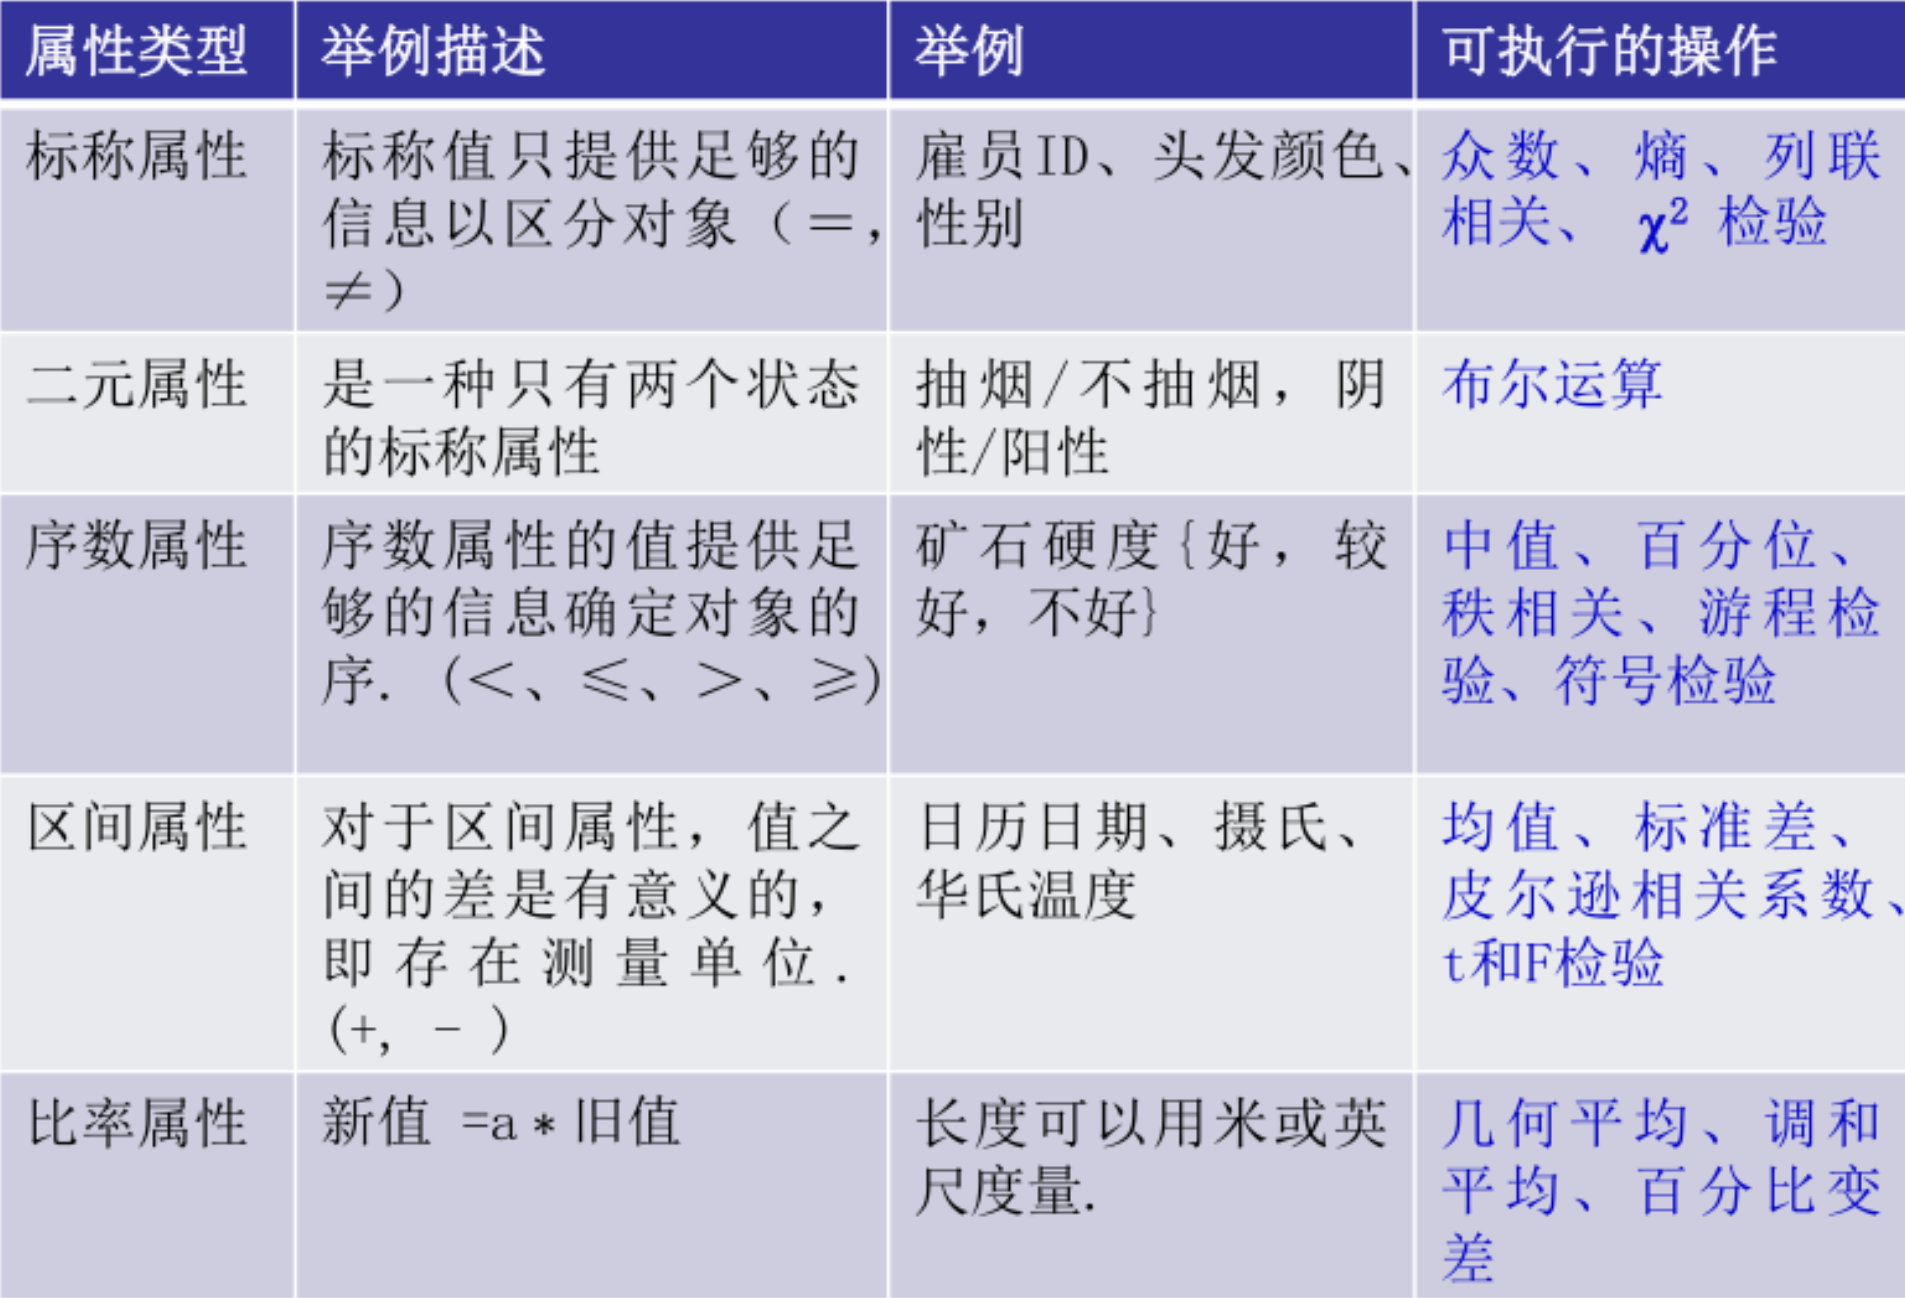 属性类型
举例描述
举例
可执行的操作
标称属性
标称值只提供足够的
信息以区分对象（＝,
≠）
雇员ID、头发颜色、
性别
众数、熵、列联
相关、 χ² 检验
二元属性
是一种只有两个状态
的标称属性
抽烟/不抽烟，阴
性/阳性
布尔运算
序数属性
序数属性的值提供足
够的信息确定对象的
序. (＜、≤、＞、≥)
矿石硬度{好，较
好，不好}
中值、百分位、
秩相关、游程检
验、符号检验
区间属性
对于区间属性，值之
间的差是有意义的，
即存在测量单位.
(+, - )
日历日期、摄氏、
华氏温度
均值、标准差、
皮尔逊相关系数、
t和F检验
比率属性
新值 =a*旧值
长度可以用米或英
尺度量.
几何平均、调和
平均、百分比变
差